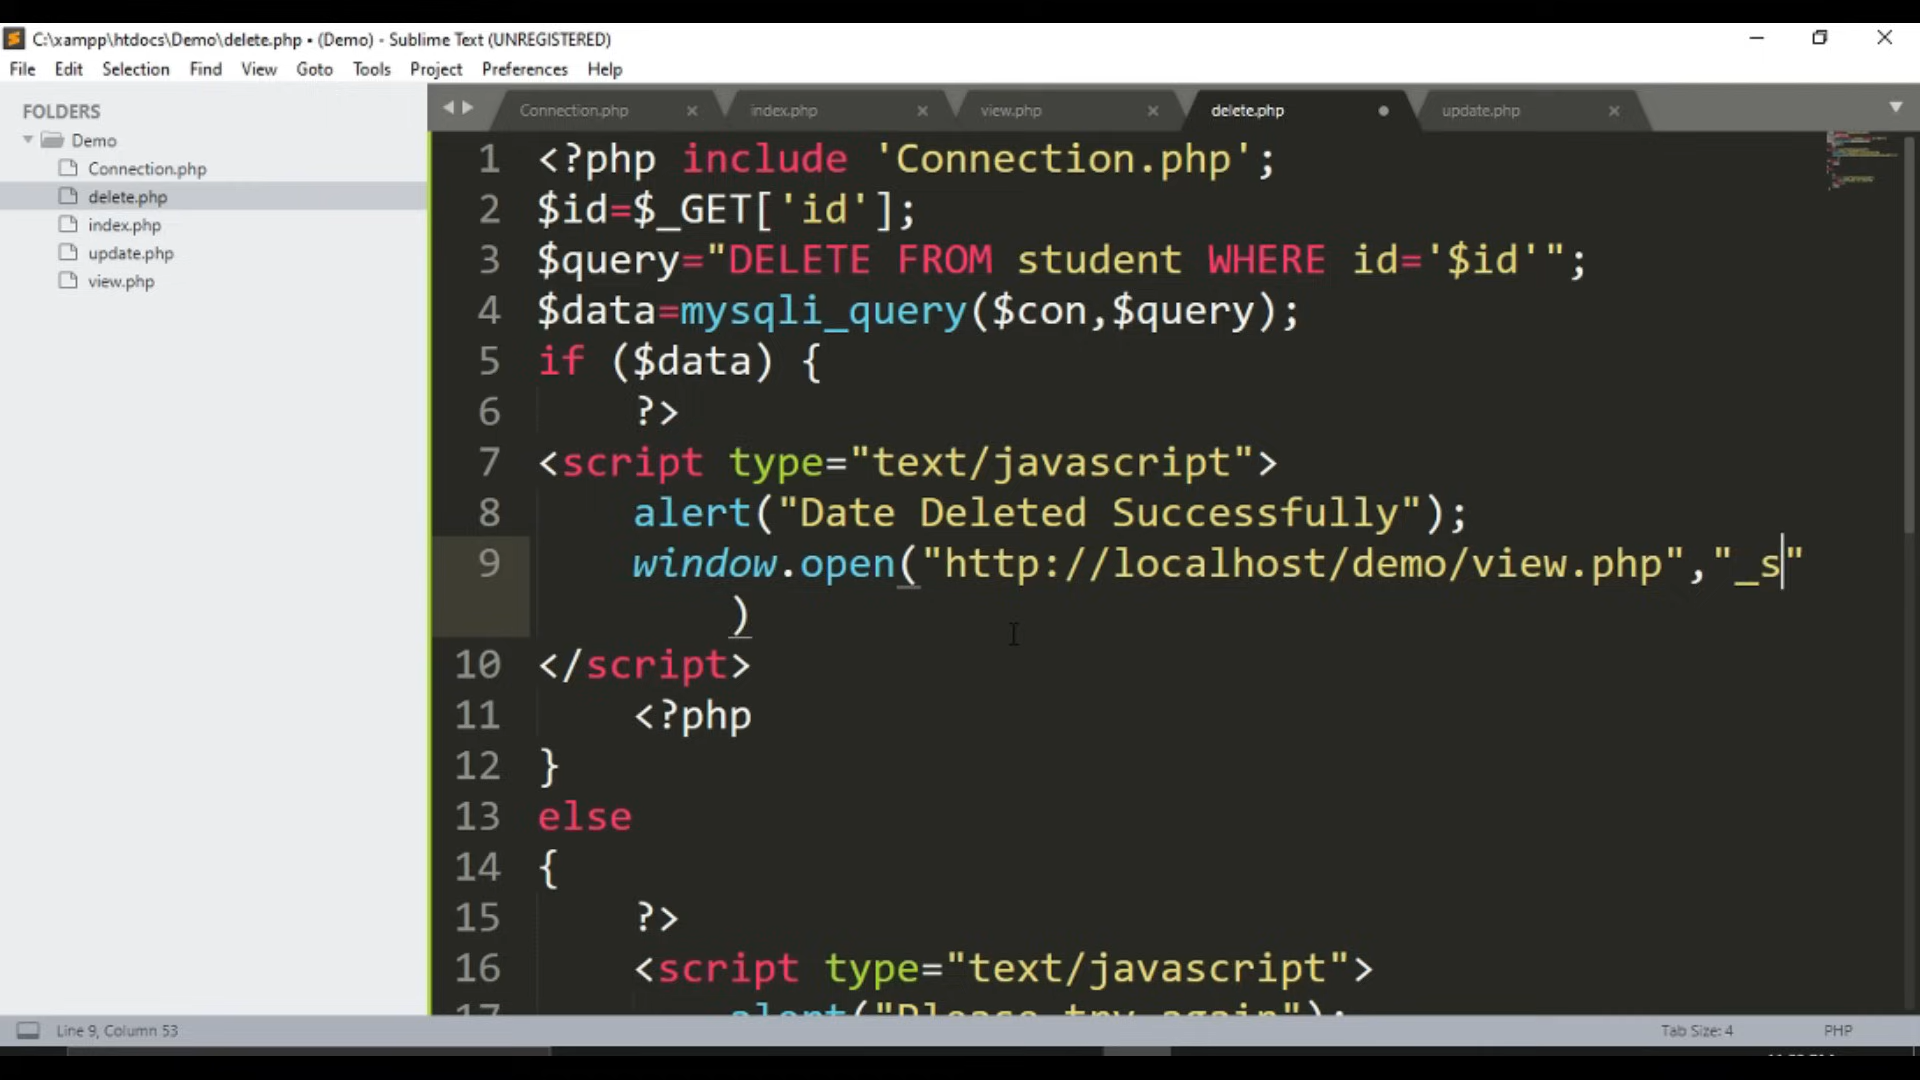 C:\xampp\htdocs\Demo\delete.php • (Demo) - Sublime Text (UNREGISTERED)
File Edit Selection Find View Goto Tools Project Preferences Help
FOLDERS
Demo
Connection.php
delete.php
index.php
update.php
view.php
Connection.php × index.php × view.php × delete.php • update.php ×
1 <?php include 'Connection.php';
2 $id=$_GET['id'];
3 $query="DELETE FROM student WHERE id='$id'";
4 $data=mysqli_query($con,$query);
5 if ($data) {
6 ?>
7 <script type="text/javascript">
8 alert("Date Deleted Successfully");
9 window.open("http://localhost/demo/view.php","_s"
)
10 </script>
11 <?php
12 }
13 else
14 {
15 ?>
16 <script type="text/javascript">
17 alert("Please try again");
Line 9, Column 53
Tab Size: 4 PHP